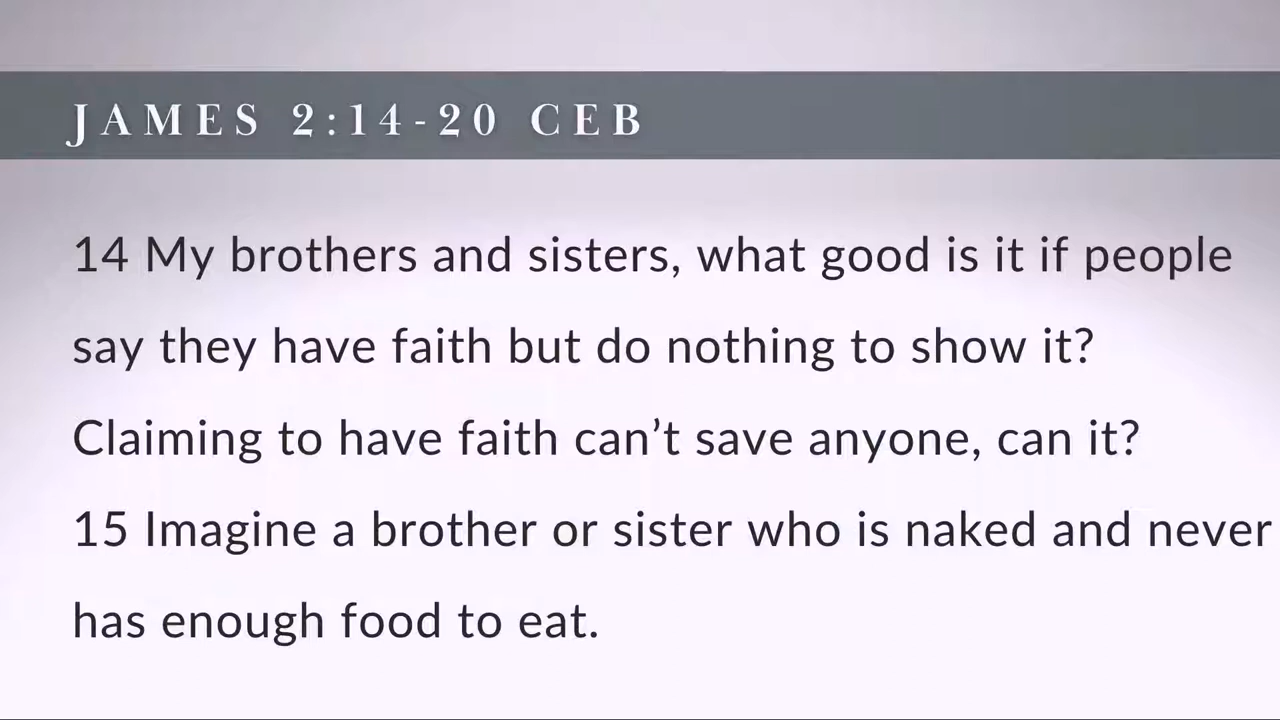 JAMES 2:14-20 CEB
14 My brothers and sisters, what good is it if people
say they have faith but do nothing to show it?
Claiming to have faith can’t save anyone, can it?
15 Imagine a brother or sister who is naked and never
has enough food to eat.